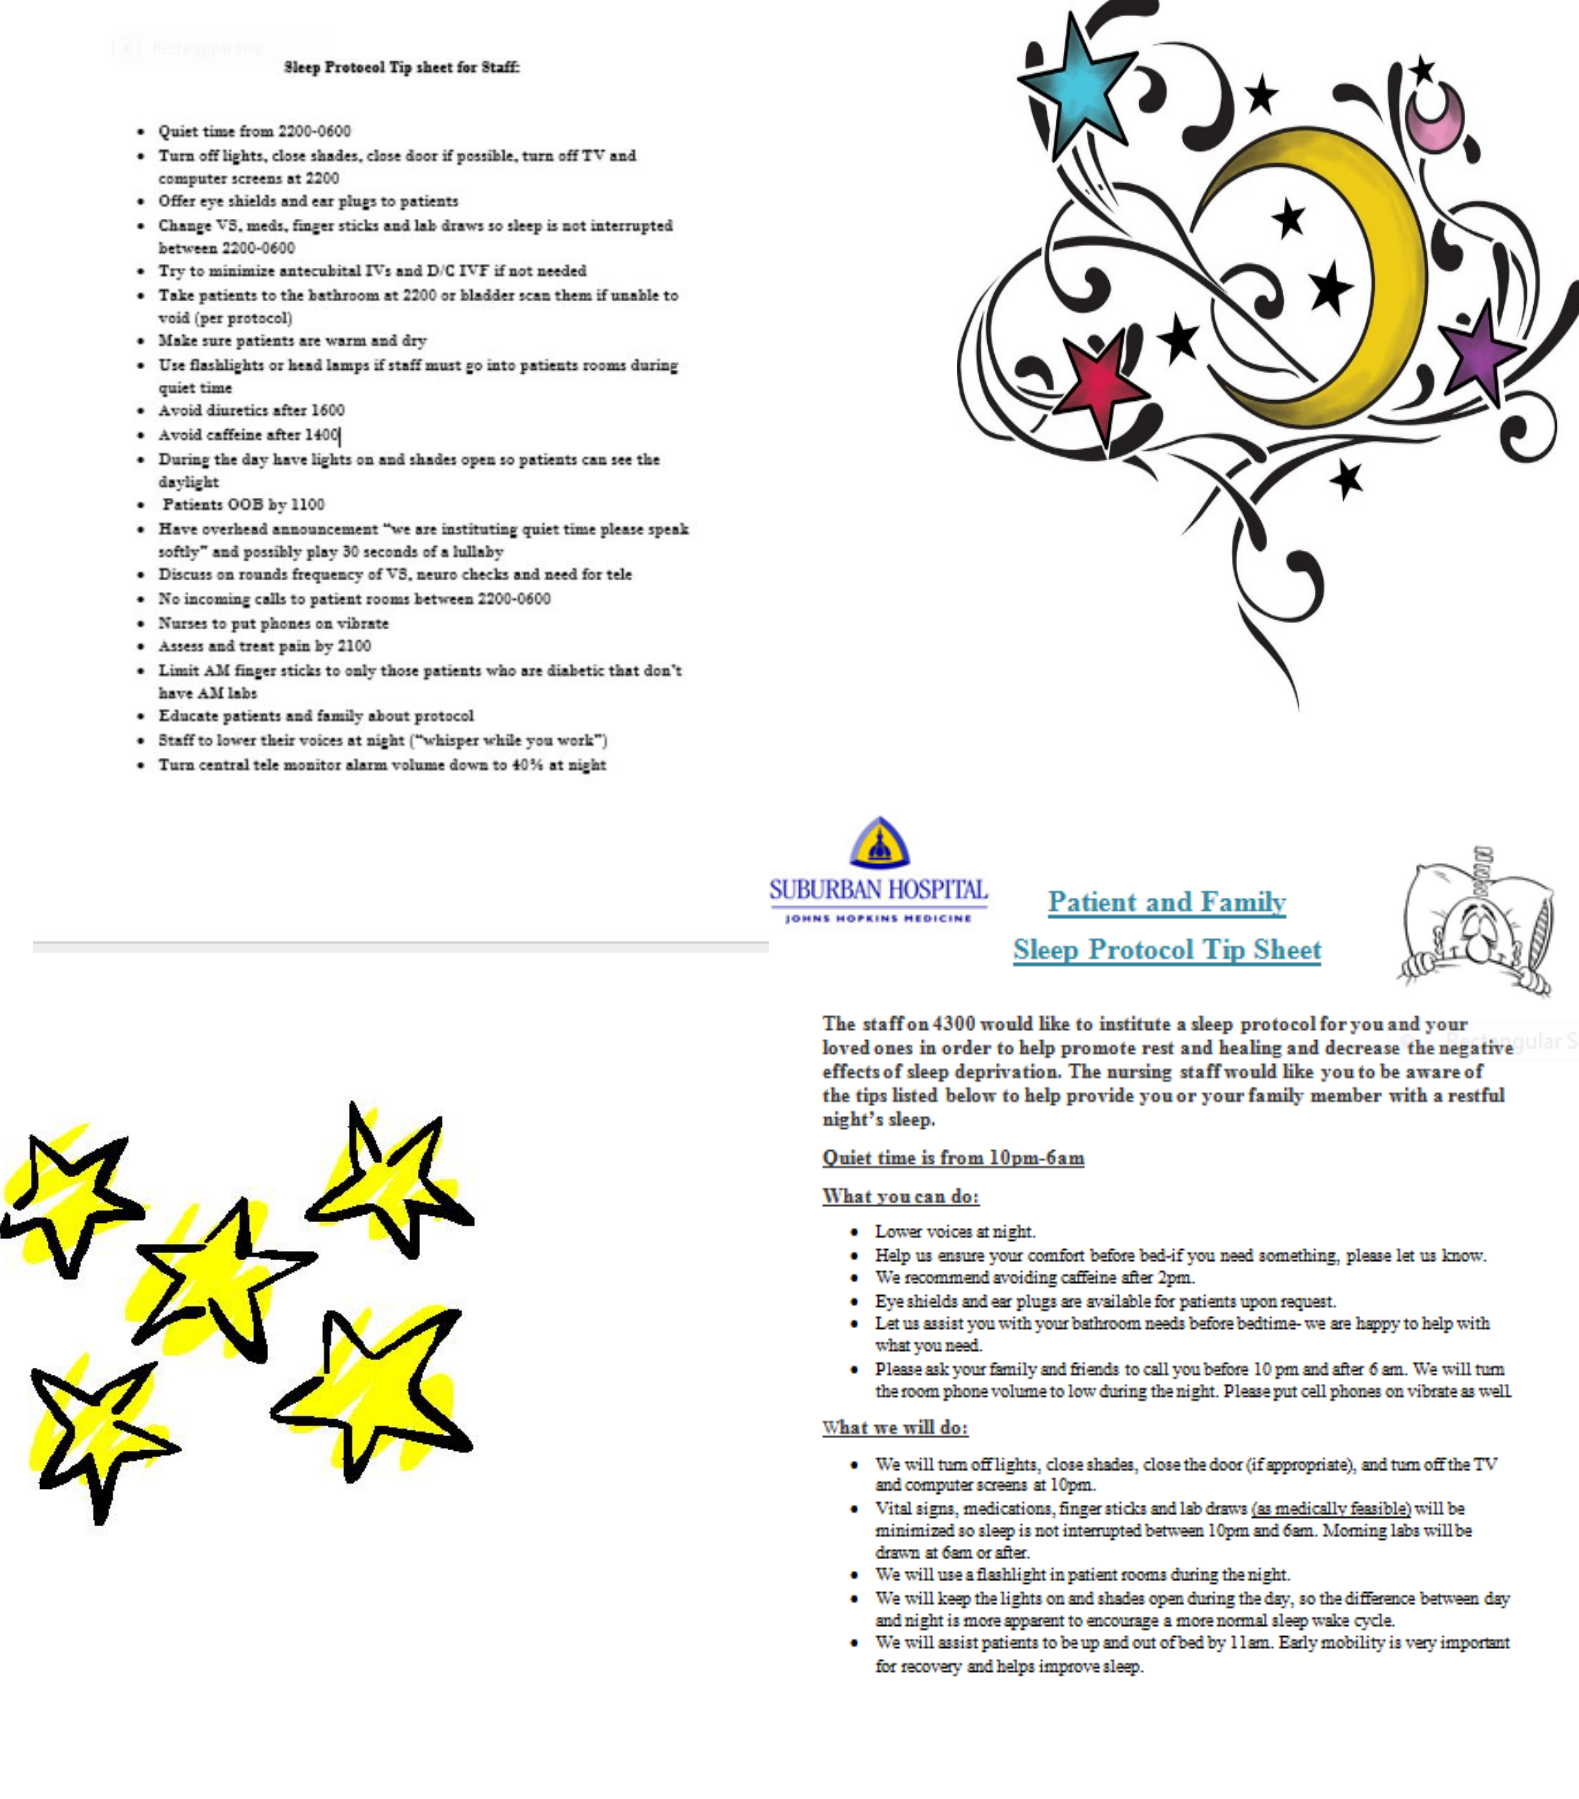 Sleep Protocol Tip sheet for Staff:
• Quiet time from 2200-0600
• Turn off lights, close shades, close door if possible, turn off TV and
computer screens at 2200
• Offer eye shields and ear plugs to patients
• Change VS, meds, finger sticks and lab draws so sleep is not interrupted
between 2200-0600
• Try to minimize antecubital IVs and D/C IVF if not needed
• Take patients to the bathroom at 2200 or bladder scan them if unable to
void (per protocol)
• Make sure patients are warm and dry
• Use flashlights or head lamps if staff must go into patients rooms during
quiet time
• Avoid diuretics after 1600
• Avoid caffeine after 1400
• During the day have lights on and shades open so patients can see the
daylight
• Patients OOB by 1100
• Have overhead announcement “we are instituting quiet time please speak
softly” and possibly play 30 seconds of a lullaby
• Discuss on rounds frequency of VS, neuro checks and need for tele
• No incoming calls to patient rooms between 2200-0600
• Nurses to put phones on vibrate
• Assess and treat pain by 2100
• Limit AM finger sticks to only those patients who are diabetic that don’t
have AM labs
• Educate patients and family about protocol
• Staff to lower their voices at night (“whisper while you work”)
• Turn central tele monitor alarm volume down to 40% at night
SUBURBAN HOSPITAL
JOHNS HOPKINS MEDICINE
Patient and Family
Sleep Protocol Tip Sheet
The staff on 4300 would like to institute a sleep protocol for you and your
loved ones in order to help promote rest and healing and decrease the negative
effects of sleep deprivation. The nursing staff would like you to be aware of
the tips listed below to help provide you or your family member with a restful
night’s sleep.
Quiet time is from 10pm-6am
What you can do:
• Lower voices at night.
• Help us ensure your comfort before bed-if you need something, please let us know.
• We recommend avoiding caffeine after 2pm.
• Eye shields and ear plugs are available for patients upon request.
• Let us assist you with your bathroom needs before bedtime- we are happy to help with
what you need.
• Please ask your family and friends to call you before 10 pm and after 6 am. We will turn
the room phone volume to low during the night. Please put cell phones on vibrate as well.
What we will do:
• We will turn off lights, close shades, close the door (if appropriate), and turn off the TV
and computer screens at 10pm.
• Vital signs, medications, finger sticks and lab draws (as medically feasible) will be
minimized so sleep is not interrupted between 10pm and 6am. Morning labs will be
drawn at 6am or after.
• We will use a flashlight in patient rooms during the night.
• We will keep the lights on and shades open during the day, so the difference between day
and night is more apparent to encourage a more normal sleep wake cycle.
• We will assist patients to be up and out of bed by 11am. Early mobility is very important
for recovery and helps improve sleep.